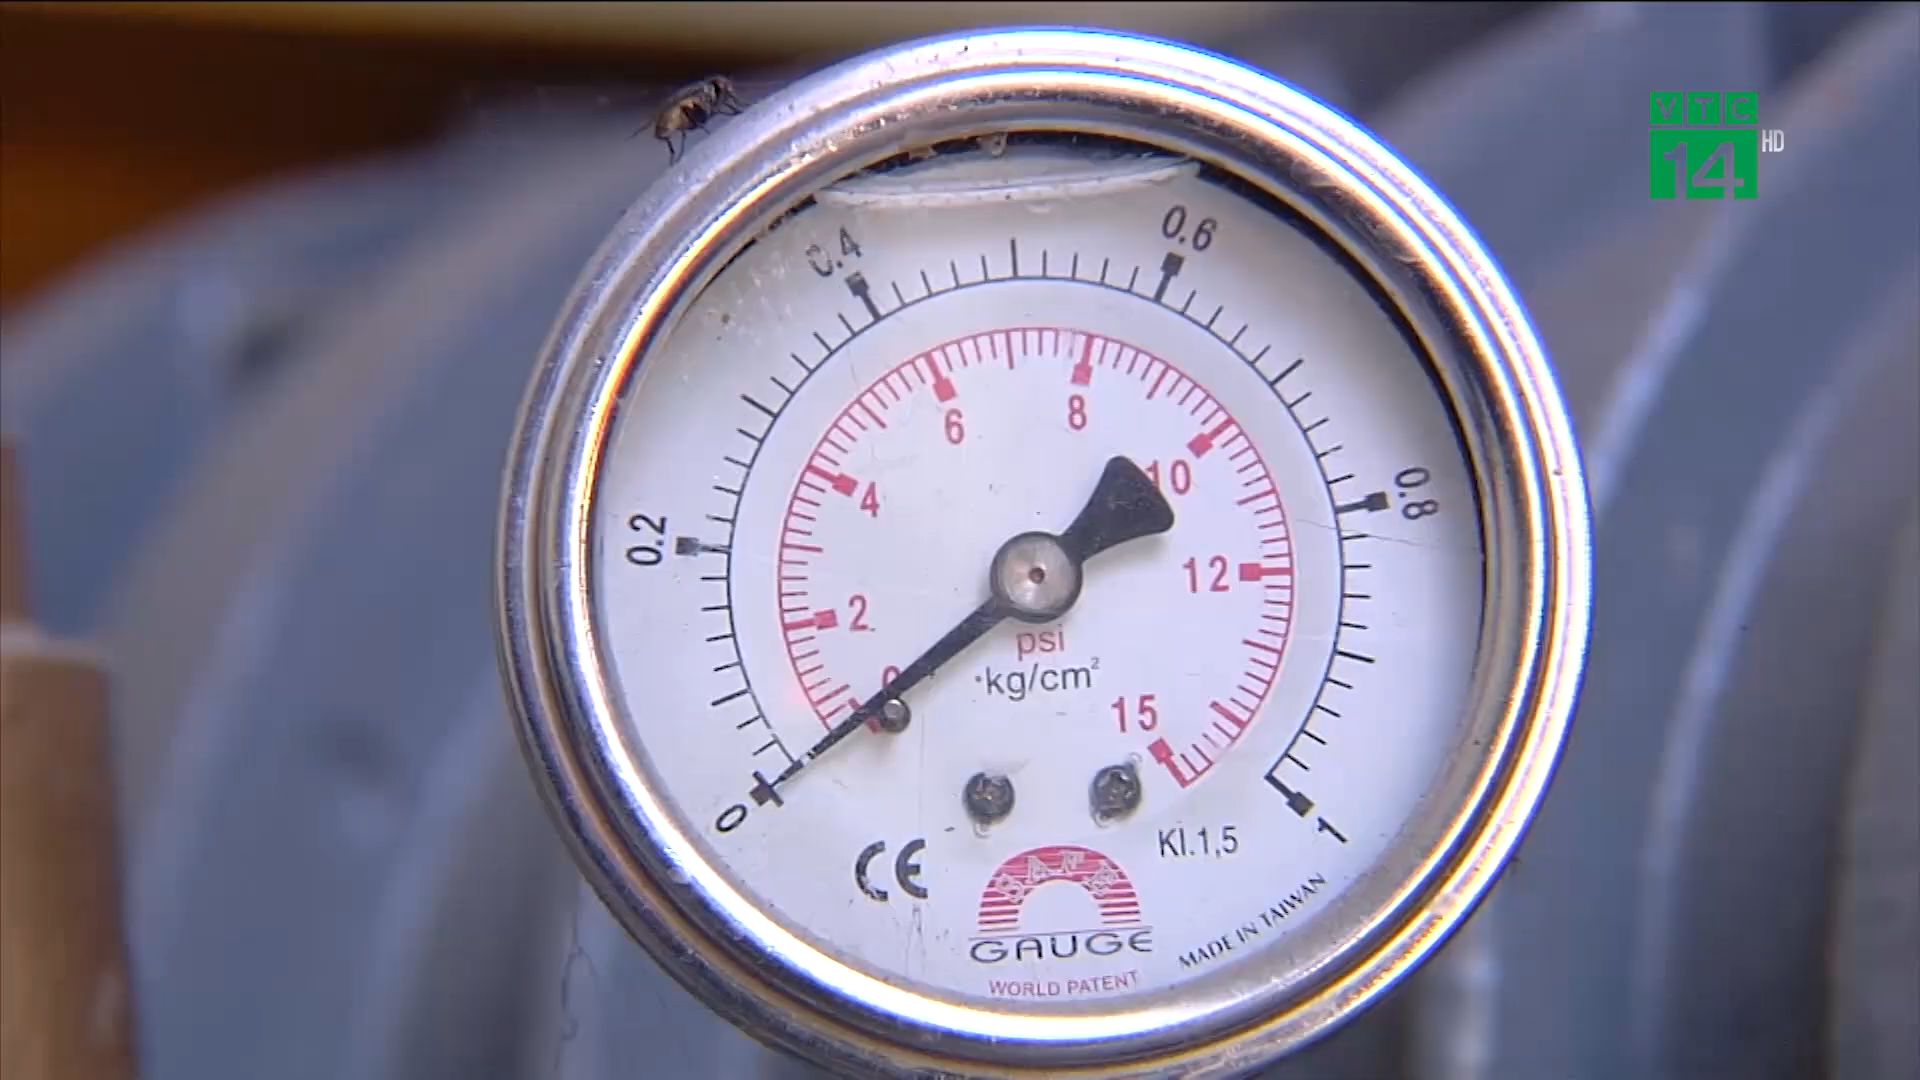 VTC
14 HD
0.4
0.6
0.2
0.8
0
1
6
8
4
10
2
12
0
15
psi
kg/cm²
CE
Kl.1,5
GAUGE
WORLD PATENT
MADE IN TAIWAN